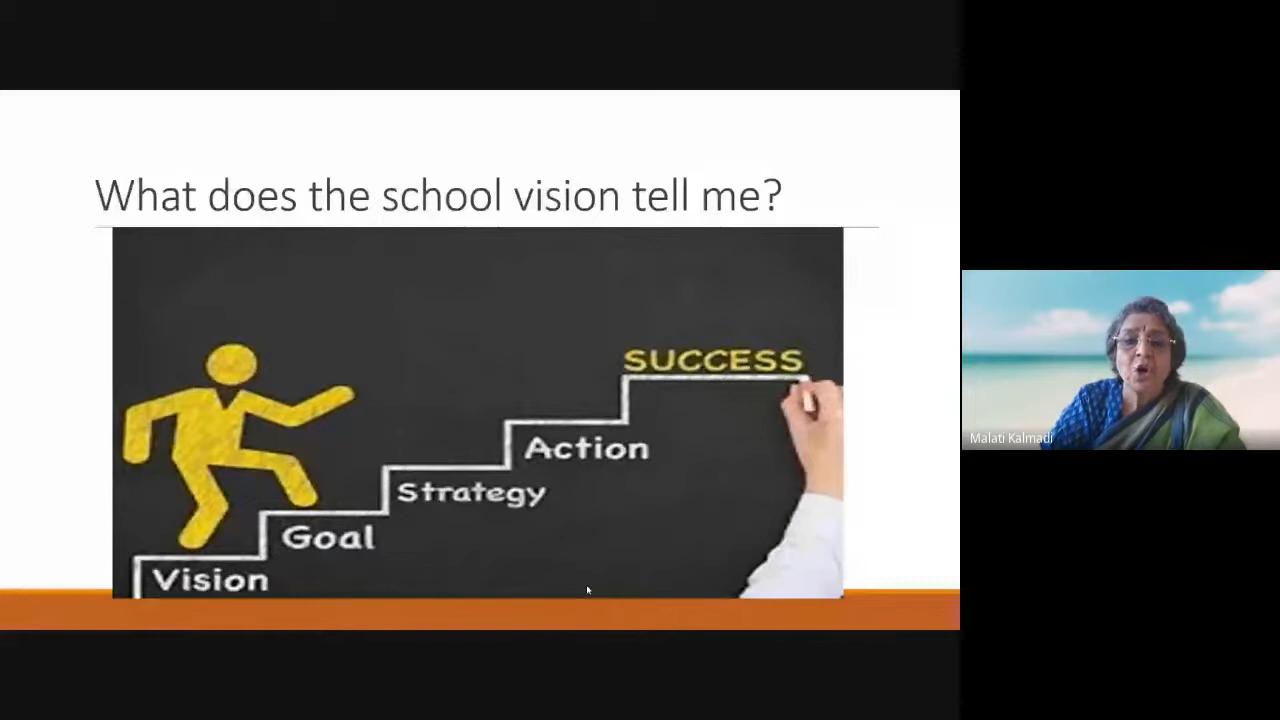 What does the school vision tell me?
SUCCESS
Action
Strategy
Goal
Vision
Malati Kalmadi